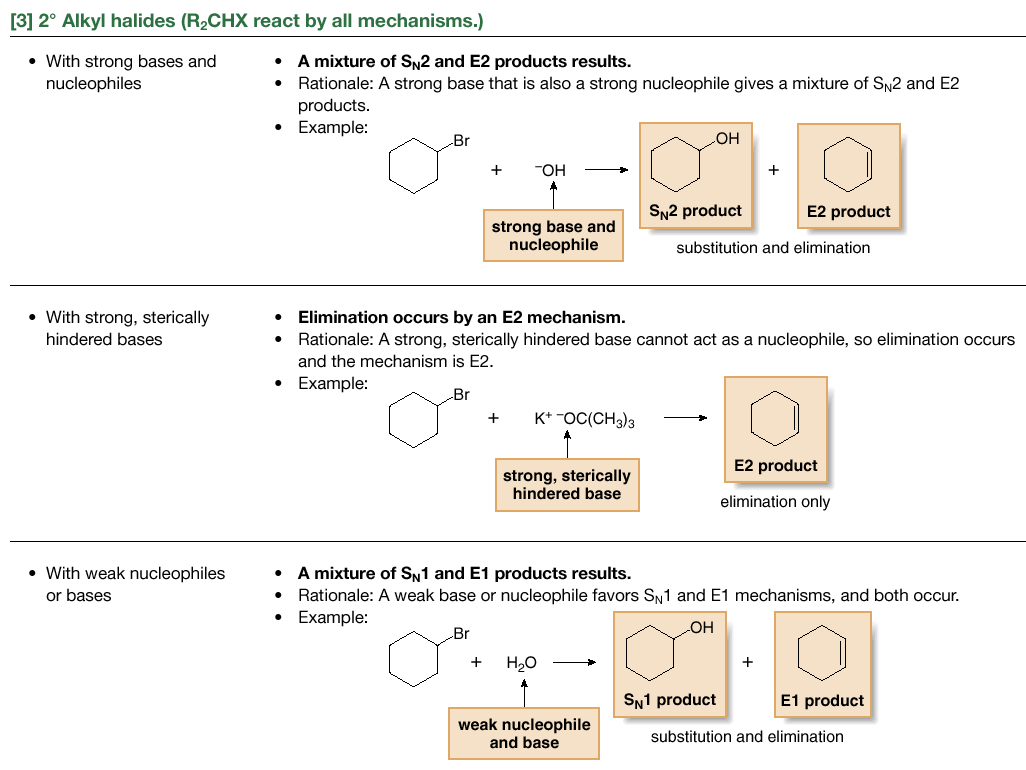 [3] 2° Alkyl halides (R₂CHX react by all mechanisms.)
• With strong bases and
nucleophiles
• A mixture of Sɴ2 and E2 products results.
• Rationale: A strong base that is also a strong nucleophile gives a mixture of Sɴ2 and E2
products.
• Example:
Br
+
⁻OH
OH
+
Sɴ2 product
E2 product
strong base and
nucleophile
substitution and elimination
• With strong, sterically
hindered bases
• Elimination occurs by an E2 mechanism.
• Rationale: A strong, sterically hindered base cannot act as a nucleophile, so elimination occurs
and the mechanism is E2.
• Example:
Br
+
K⁺ ⁻OC(CH₃)₃
E2 product
strong, sterically
hindered base
elimination only
• With weak nucleophiles
or bases
• A mixture of Sɴ1 and E1 products results.
• Rationale: A weak base or nucleophile favors Sɴ1 and E1 mechanisms, and both occur.
• Example:
Br
+
H₂O
OH
+
Sɴ1 product
E1 product
weak nucleophile
and base
substitution and elimination